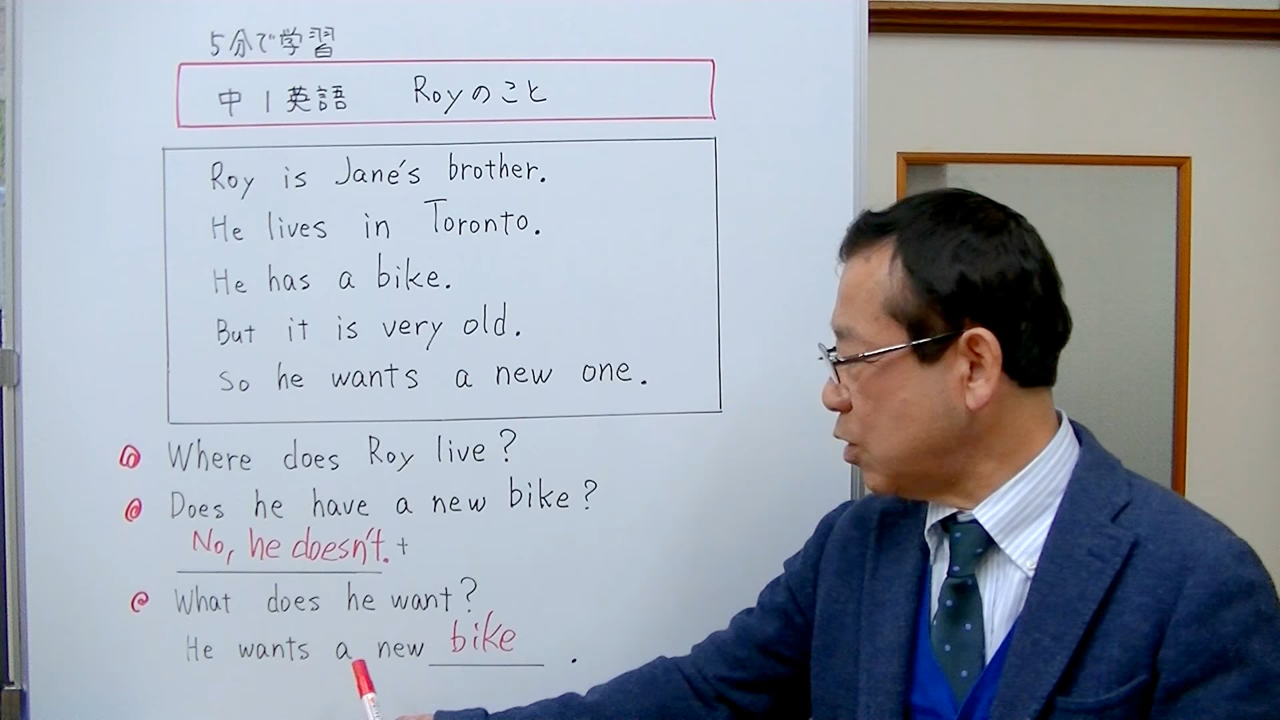 5分で学習
中1英語 Royのこと
Roy is Jane's brother.
He lives in Toronto.
He has a bike.
But it is very old.
So he wants a new one.
Where does Roy live?
Does he have a new bike?
No, he doesn't. +
What does he want?
He wants a new bike .